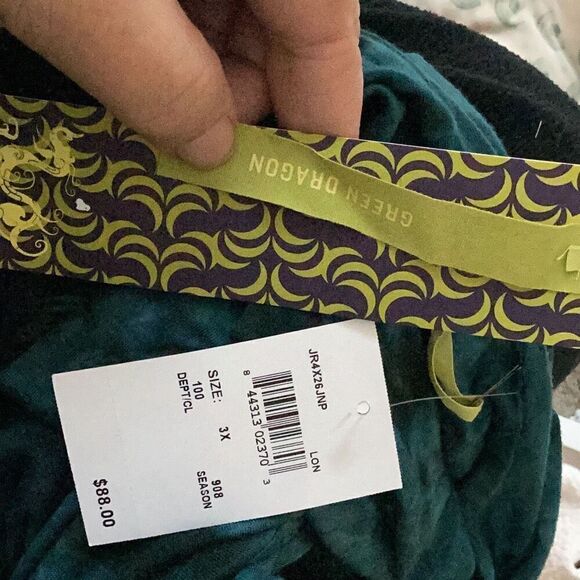 GREEN DRAGON
JR4X26JNP
LON
8 44313 02370 3
SIZE: 3X
100 908
DEPT/CL SEASON
$88.00